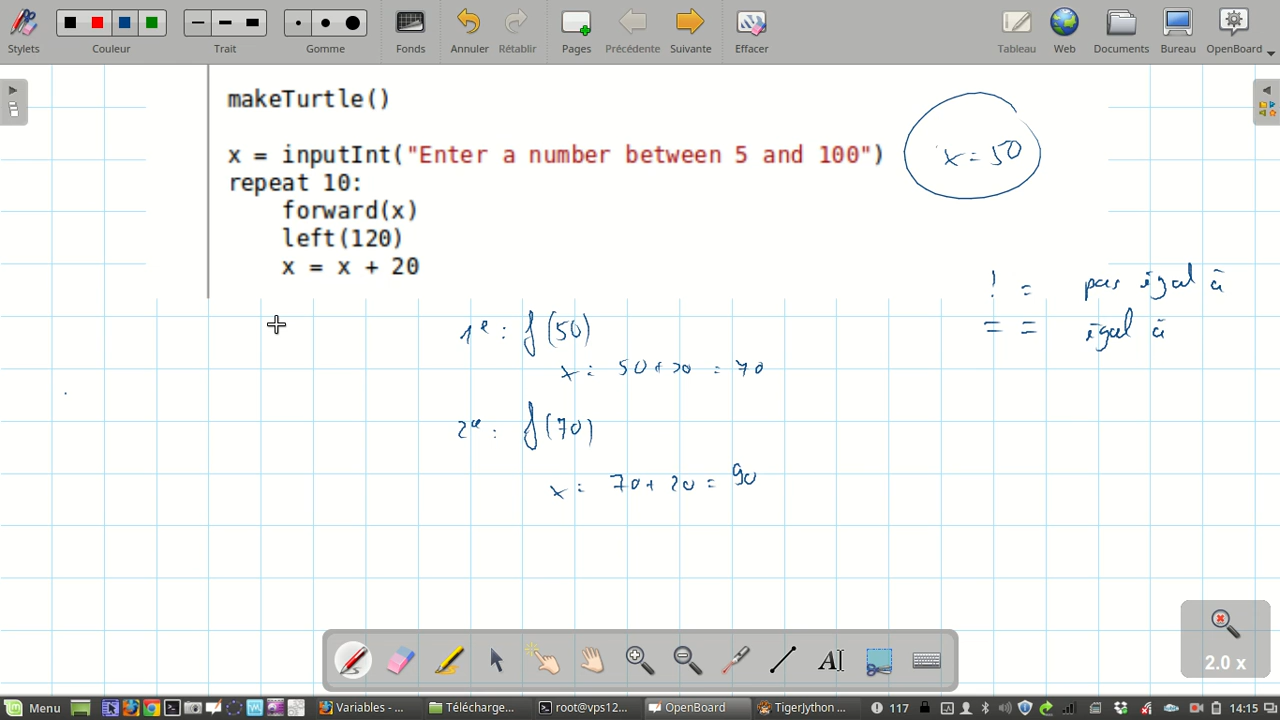 Stylets Couleur Trait Gomme Fonds Annuler Rétablir Pages Précédente Suivante Effacer Tableau Web Documents Bureau OpenBoard
makeTurtle()
x = inputInt("Enter a number between 5 and 100")
x = 50
repeat 10:
forward(x)
left(120)
x = x + 20
! = pas égal à
= = égal à
1e : f(50)
x = 50 + 20 = 70
2e : f(70)
x = 70 + 20 = 90
2.0 x
Menu Variables - ... Télécharge... root@vps12... OpenBoard TigerJython ... 117 14:15